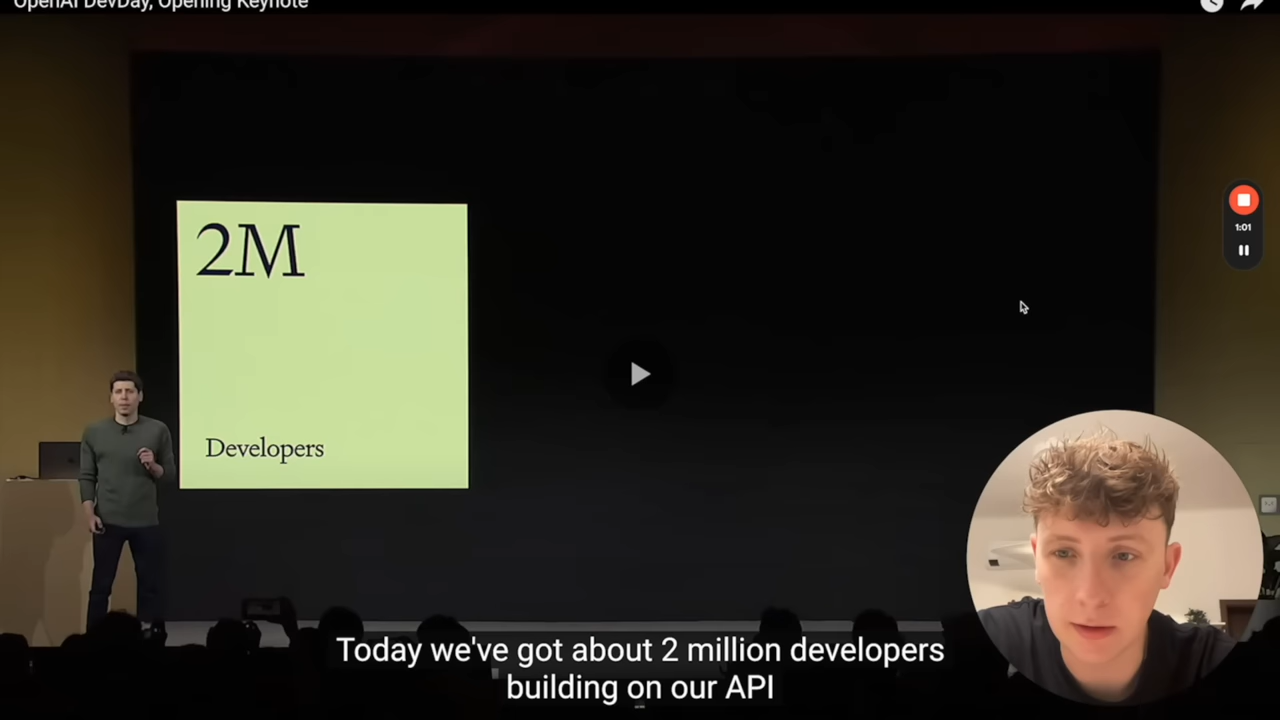 OpenAI DevDay, Opening Keynote
2M
1:01
Developers
Today we've got about 2 million developers
building on our API